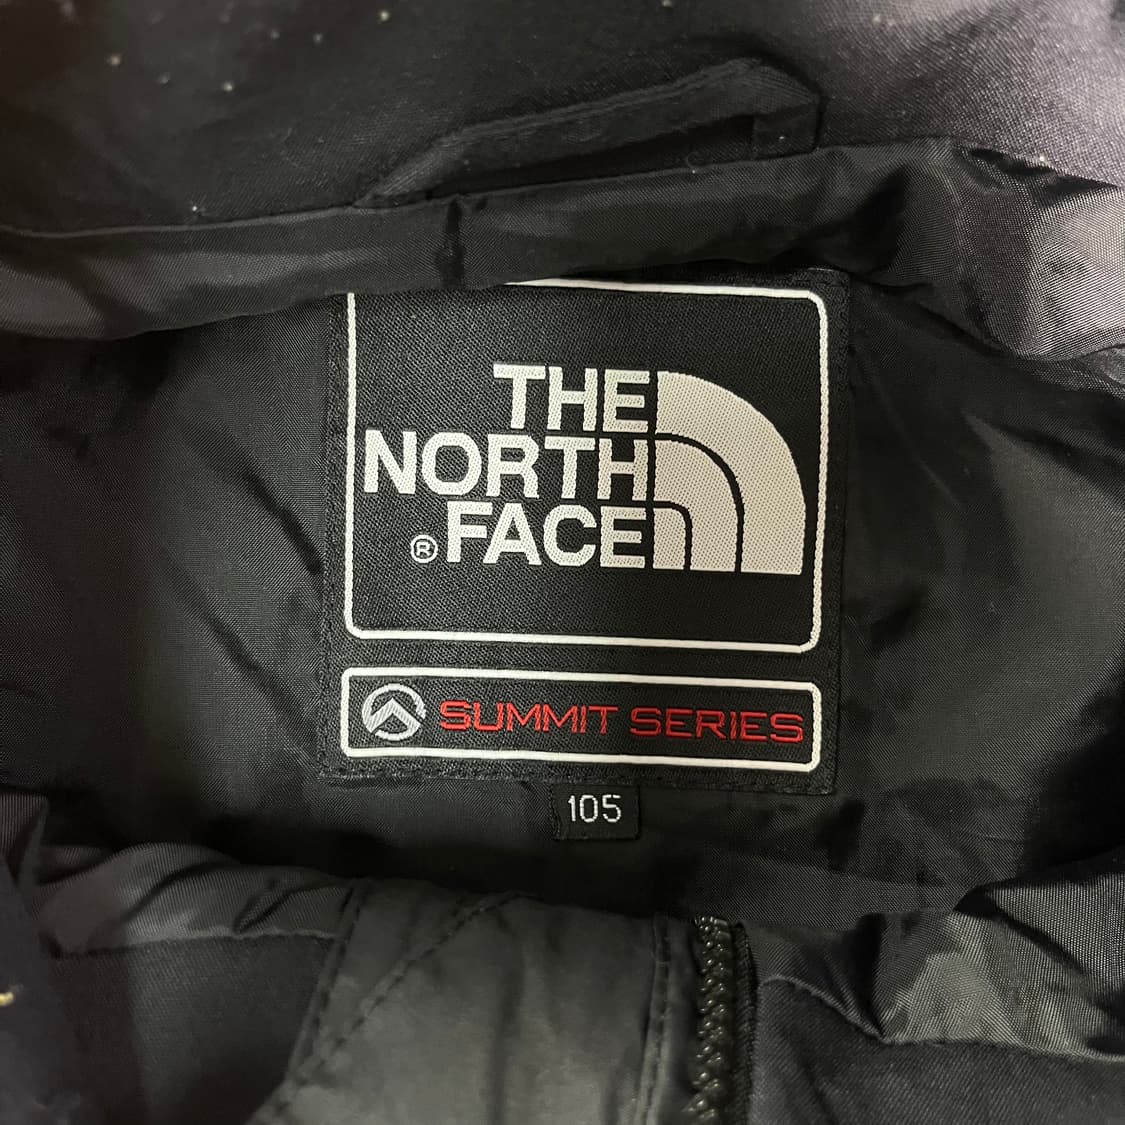 THE
NORTH
® FACE
SUMMIT SERIES
105